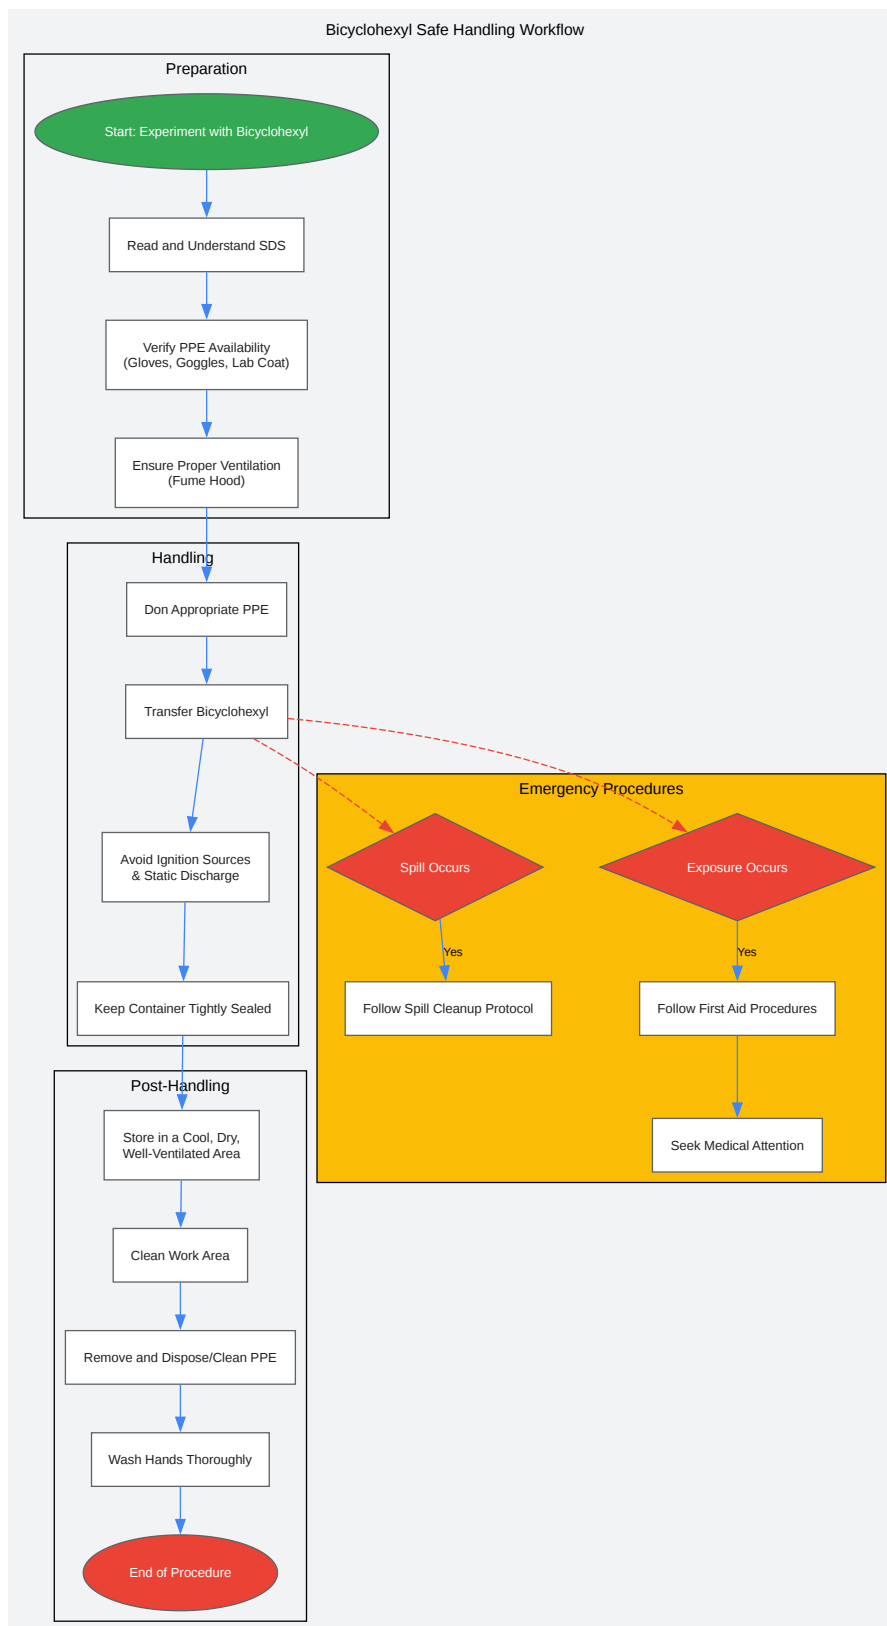 Bicyclohexyl Safe Handling Workflow
Preparation
Start: Experiment with Bicyclohexyl
Read and Understand SDS
Verify PPE Availability
(Gloves, Goggles, Lab Coat)
Ensure Proper Ventilation
(Fume Hood)
Handling
Don Appropriate PPE
Transfer Bicyclohexyl
Avoid Ignition Sources
& Static Discharge
Keep Container Tightly Sealed
Emergency Procedures
Spill Occurs
Exposure Occurs
Yes
Yes
Follow Spill Cleanup Protocol
Follow First Aid Procedures
Seek Medical Attention
Post-Handling
Store in a Cool, Dry,
Well-Ventilated Area
Clean Work Area
Remove and Dispose/Clean PPE
Wash Hands Thoroughly
End of Procedure